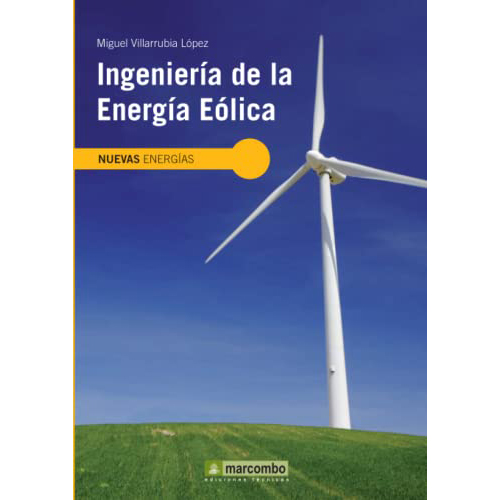 Miguel Villarrubia López
Ingeniería de la
Energía Eólica
NUEVAS ENERGÍAS
marcombo
ediciones técnicas